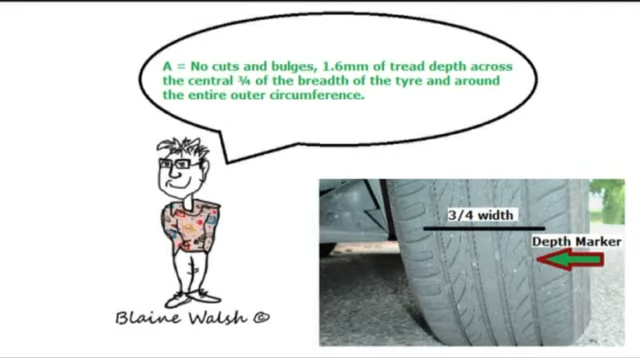 A = No cuts and bulges, 1.6mm of tread depth across
the central ¾ of the breadth of the tyre and around
the entire outer circumference.
3/4 width
Depth Marker
Blaine Walsh ©